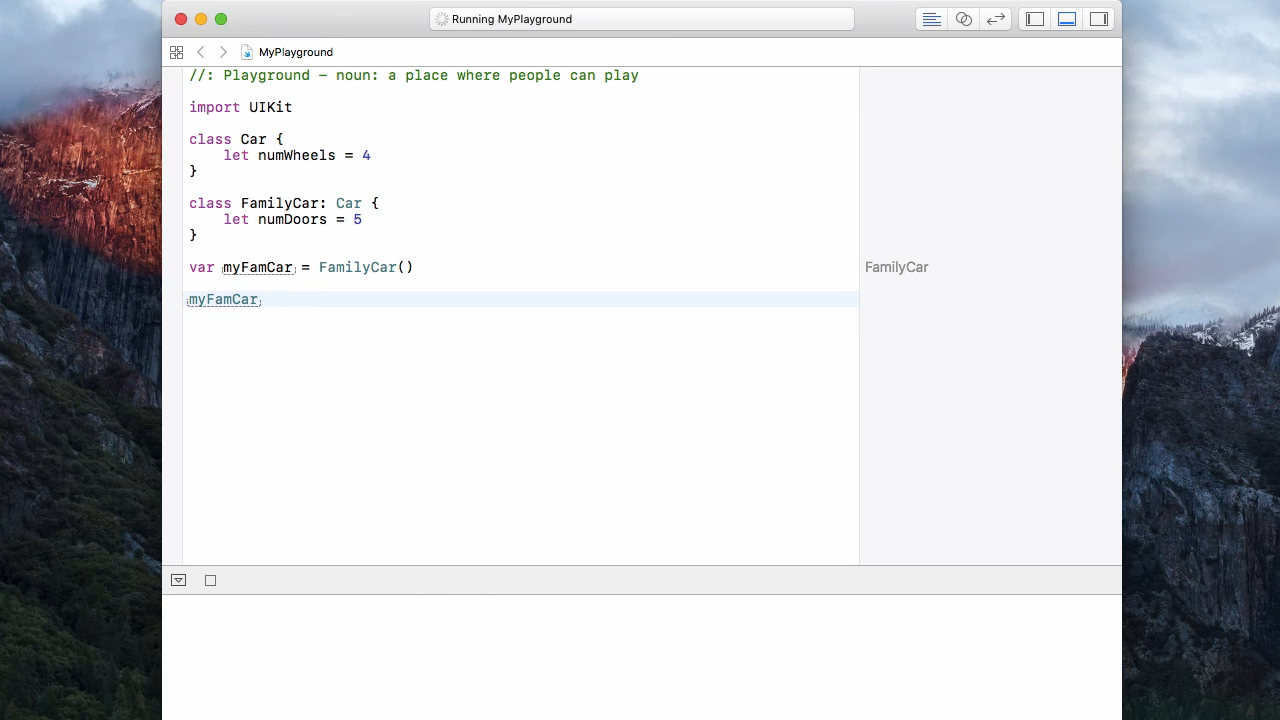 Running MyPlayground
MyPlayground
//: Playground – noun: a place where people can play
import UIKit
class Car {
let numWheels = 4
}
class FamilyCar: Car {
let numDoors = 5
}
var myFamCar = FamilyCar()
FamilyCar
myFamCar